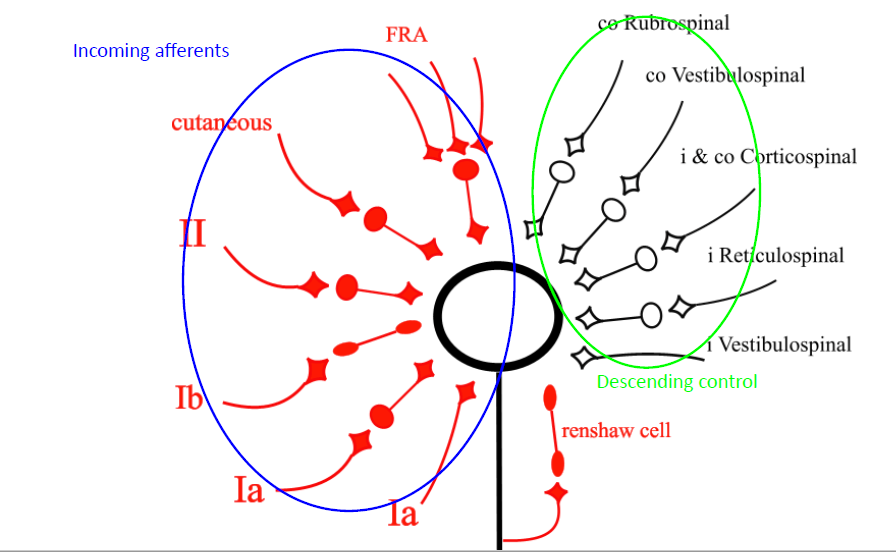 co Rubrospinal
FRA
Incoming afferents
co Vestibulospinal
cutaneous
i & co Corticospinal
II
i Reticulospinal
i Vestibulospinal
Descending control
Ib
renshaw cell
Ia
Ia